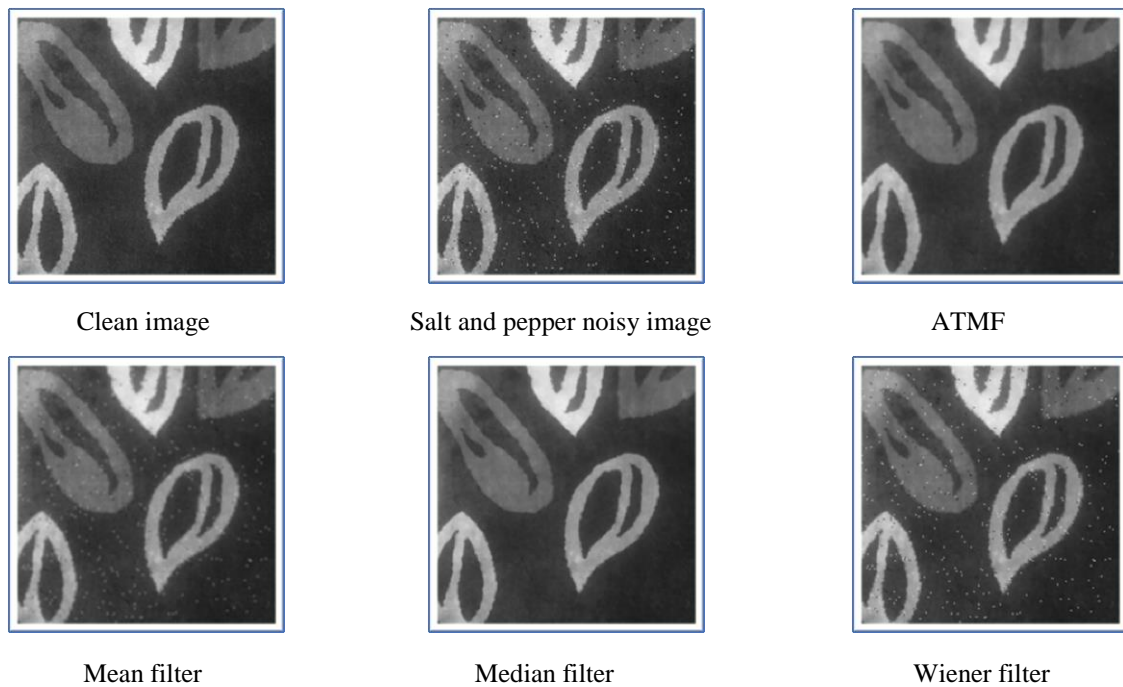 Clean image
Salt and pepper noisy image
ATMF
Mean filter
Median filter
Wiener filter